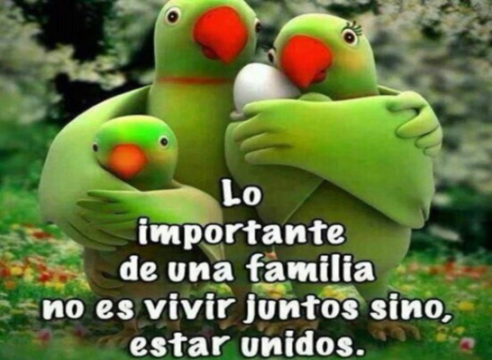 Lo
importante
de una familia
no es vivir juntos sino,
estar unidos.